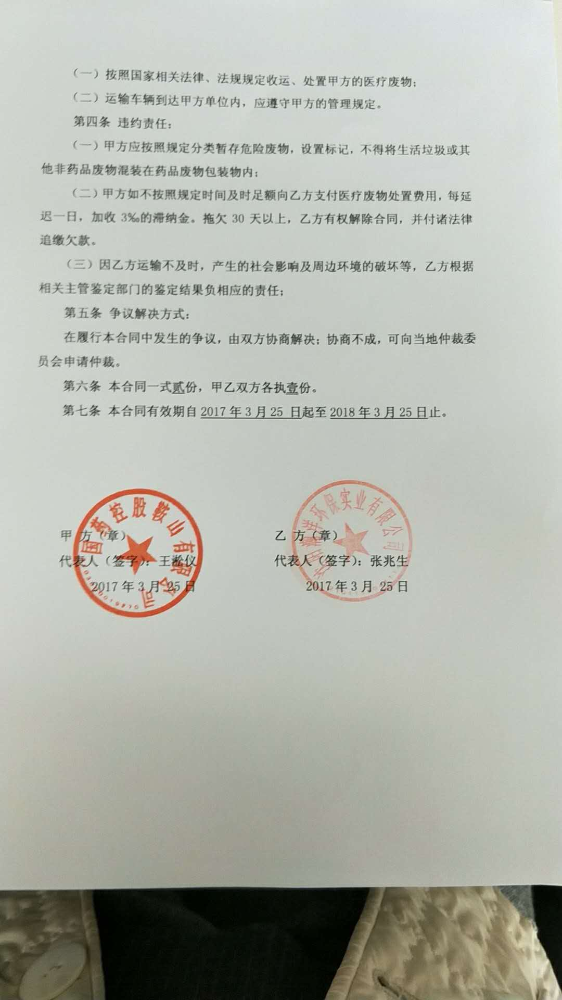 （一）按照国家相关法律、法规规定收运、处置甲方的医疗废物；
（二）运输车辆到达甲方单位内，应遵守甲方的管理规定。
第四条 违约责任：
（一）甲方应按照规定分类暂存危险废物，设置标记，不得将生活垃圾或其
他非药品废物混装在药品废物包装物内；
（二）甲方如不按照规定时间及时足额向乙方支付医疗废物处置费用，每延
迟一日，加收 3‰的滞纳金。拖欠 30 天以上，乙方有权解除合同，并付诸法律
追缴欠款。
（三）因乙方运输不及时，产生的社会影响及周边环境的破坏等，乙方根据
相关主管鉴定部门的鉴定结果负相应的责任；
第五条 争议解决方式：
在履行本合同中发生的争议，由双方协商解决；协商不成，可向当地仲裁委
员会申请仲裁。
第六条 本合同一式贰份，甲乙双方各执壹份。
第七条 本合同有效期自 2017 年 3 月 25 日起至 2018 年 3 月 25 日止。
国药控股鞍山有限公司
环保实业有限公司
甲 方（章） 乙 方（章）
代表人（签字）：王淞仪 代表人（签字）：张兆生
2017 年 3 月 25 日 2017 年 3 月 25 日